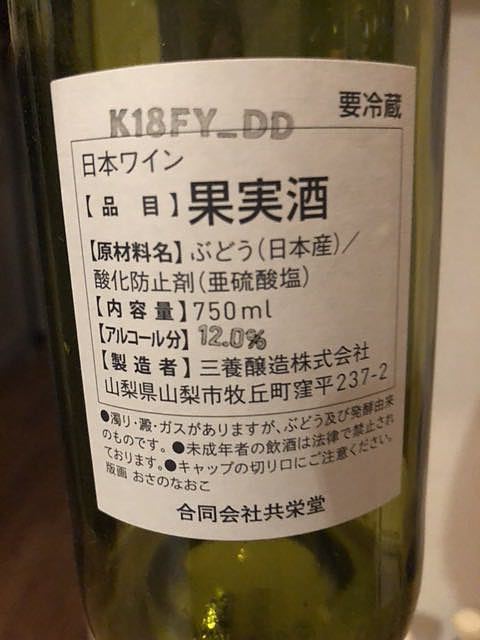 K18FY_DD
要冷蔵
日本ワイン
【品 目】果実酒
【原材料名】ぶどう(日本産)/
酸化防止剤(亜硫酸塩)
【内容量】750ml
【アルコール分】12.0%
【製造者】三養醸造株式会社
山梨県山梨市牧丘町窪平237-2
●濁り・澱・ガスがありますが、ぶどう及び発酵由来
のものです。●未成年者の飲酒は法律で禁止され
ております。●キャップの切り口にご注意ください。
版画 おさのなおこ
合同会社共栄堂